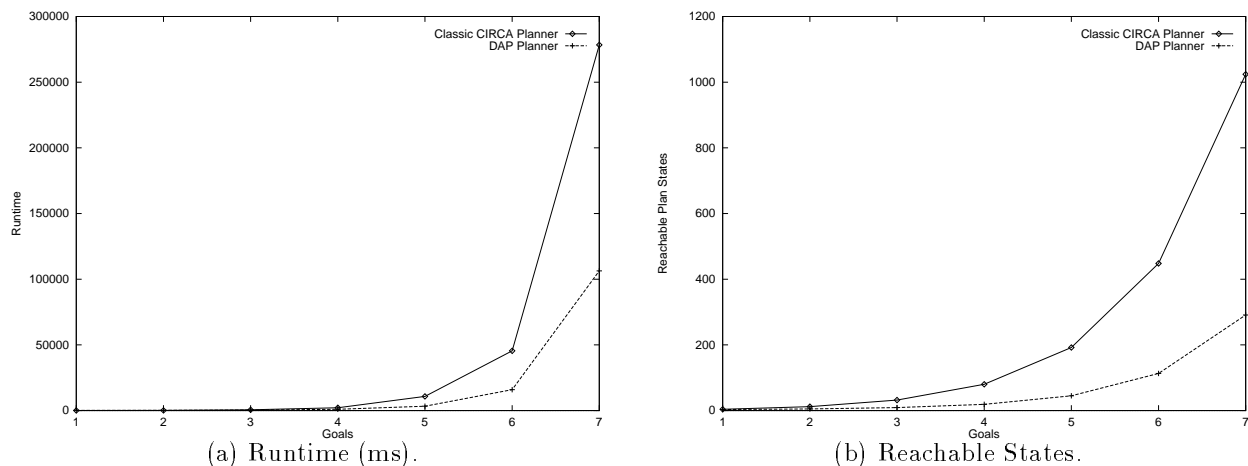 300000
250000
200000
150000
100000
50000
0
Runtime
Classic CIRCA Planner
DAP Planner
1 2 3 4 5 6 7
Goals
(a) Runtime (ms).
1200
1000
800
600
400
200
0
Reachable Plan States
Classic CIRCA Planner
DAP Planner
1 2 3 4 5 6 7
Goals
(b) Reachable States.